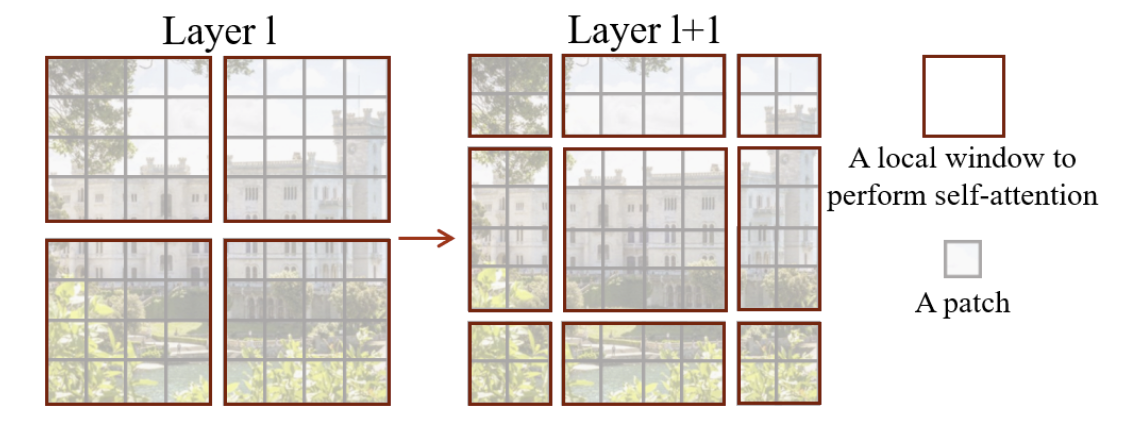 Layer l
Layer l+1
A local window to
perform self-attention
A patch